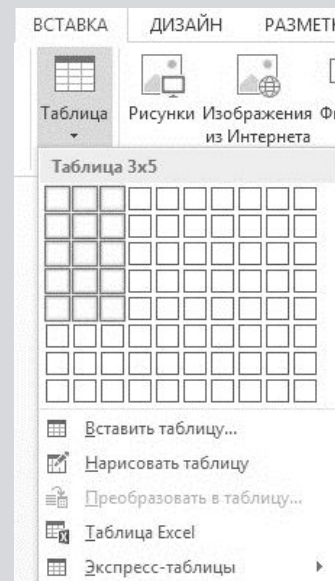 ВСТАВКА ДИЗАЙН РАЗМЕТ
Таблица Рисунки Изображения
из Интернета
Таблица 3x5
Вставить таблицу...
Нарисовать таблицу
Преобразовать в таблицу...
Таблица Excel
Экспресс-таблицы